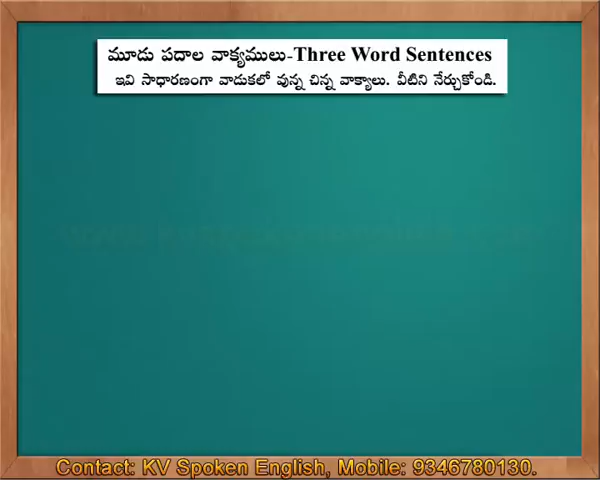 మూడు పదాల వాక్యములు-Three Word Sentences
ఇవి సాధారణంగా వాడుకలో వున్న చిన్న వాక్యాలు. వీటిని నేర్చుకోండి.
Contact: KV Spoken English, Mobile: 9346780130.